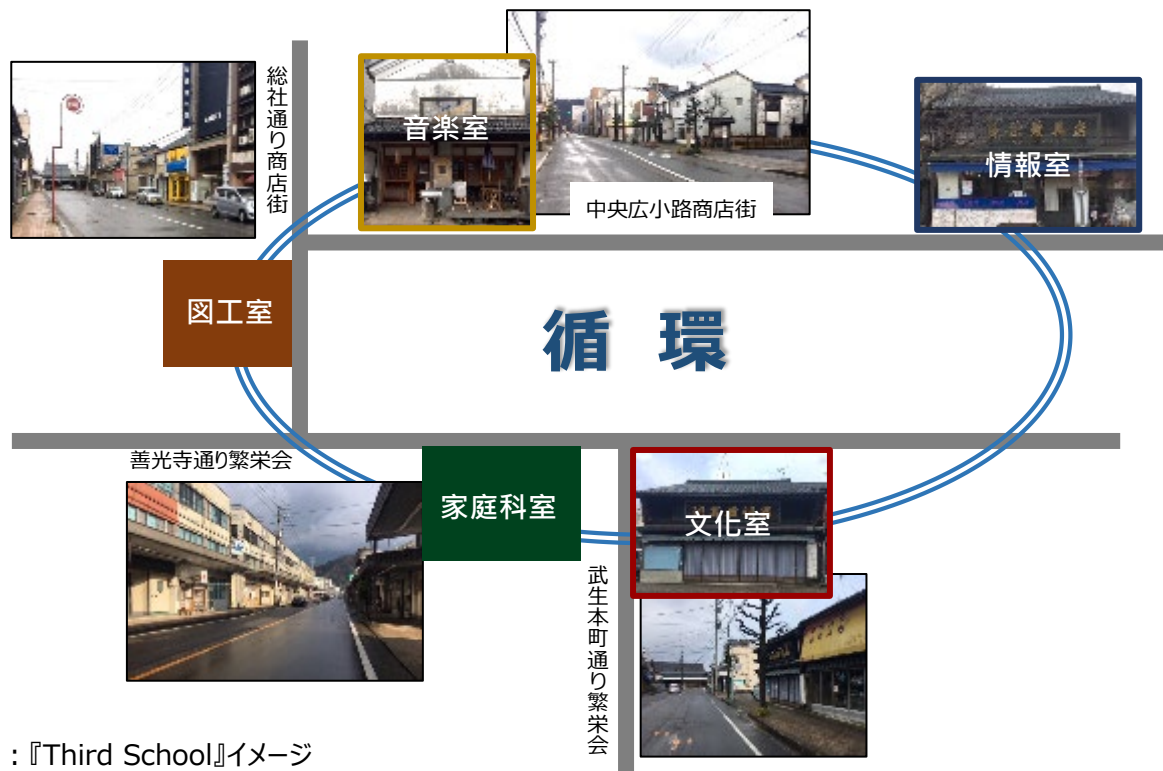 総社通り商店街
音楽室
中央広小路商店街
情報室
図工室
循 環
善光寺通り繁栄会
家庭科室
文化室
武生本町通り繁栄会
:『Third School』イメージ